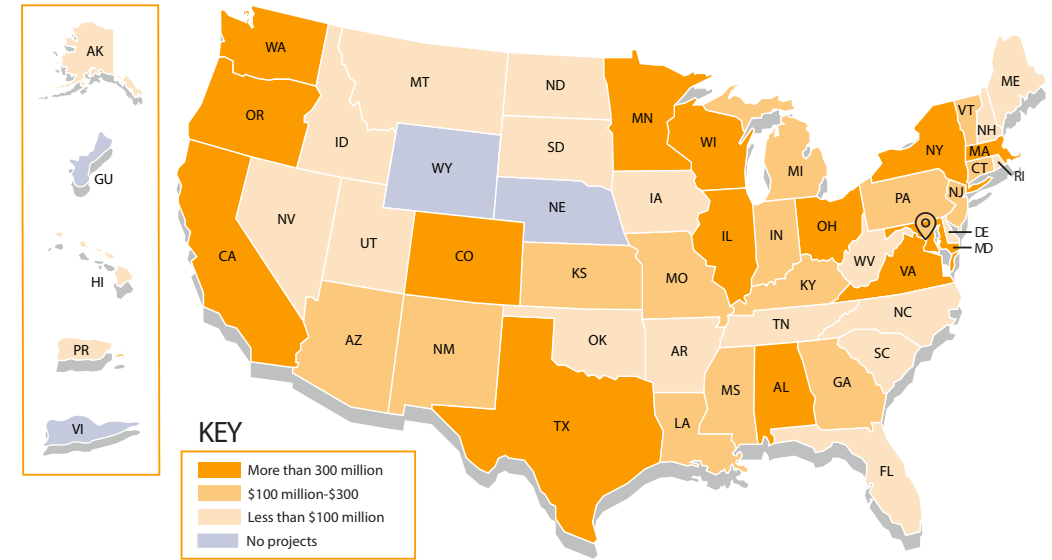 AK
GU
HI
PR
VI
WA
OR
CA
ID
NV
MT
WY
UT
AZ
CO
NM
ND
SD
NE
KS
OK
TX
MN
IA
MO
AR
LA
WI
IL
MI
IN
OH
KY
TN
MS
AL
GA
FL
SC
NC
VA
WV
PA
NY
VT
NH
ME
MA
CT
RI
NJ
DE
MD
KEY
More than 300 million
$100 million-$300
Less than $100 million
No projects